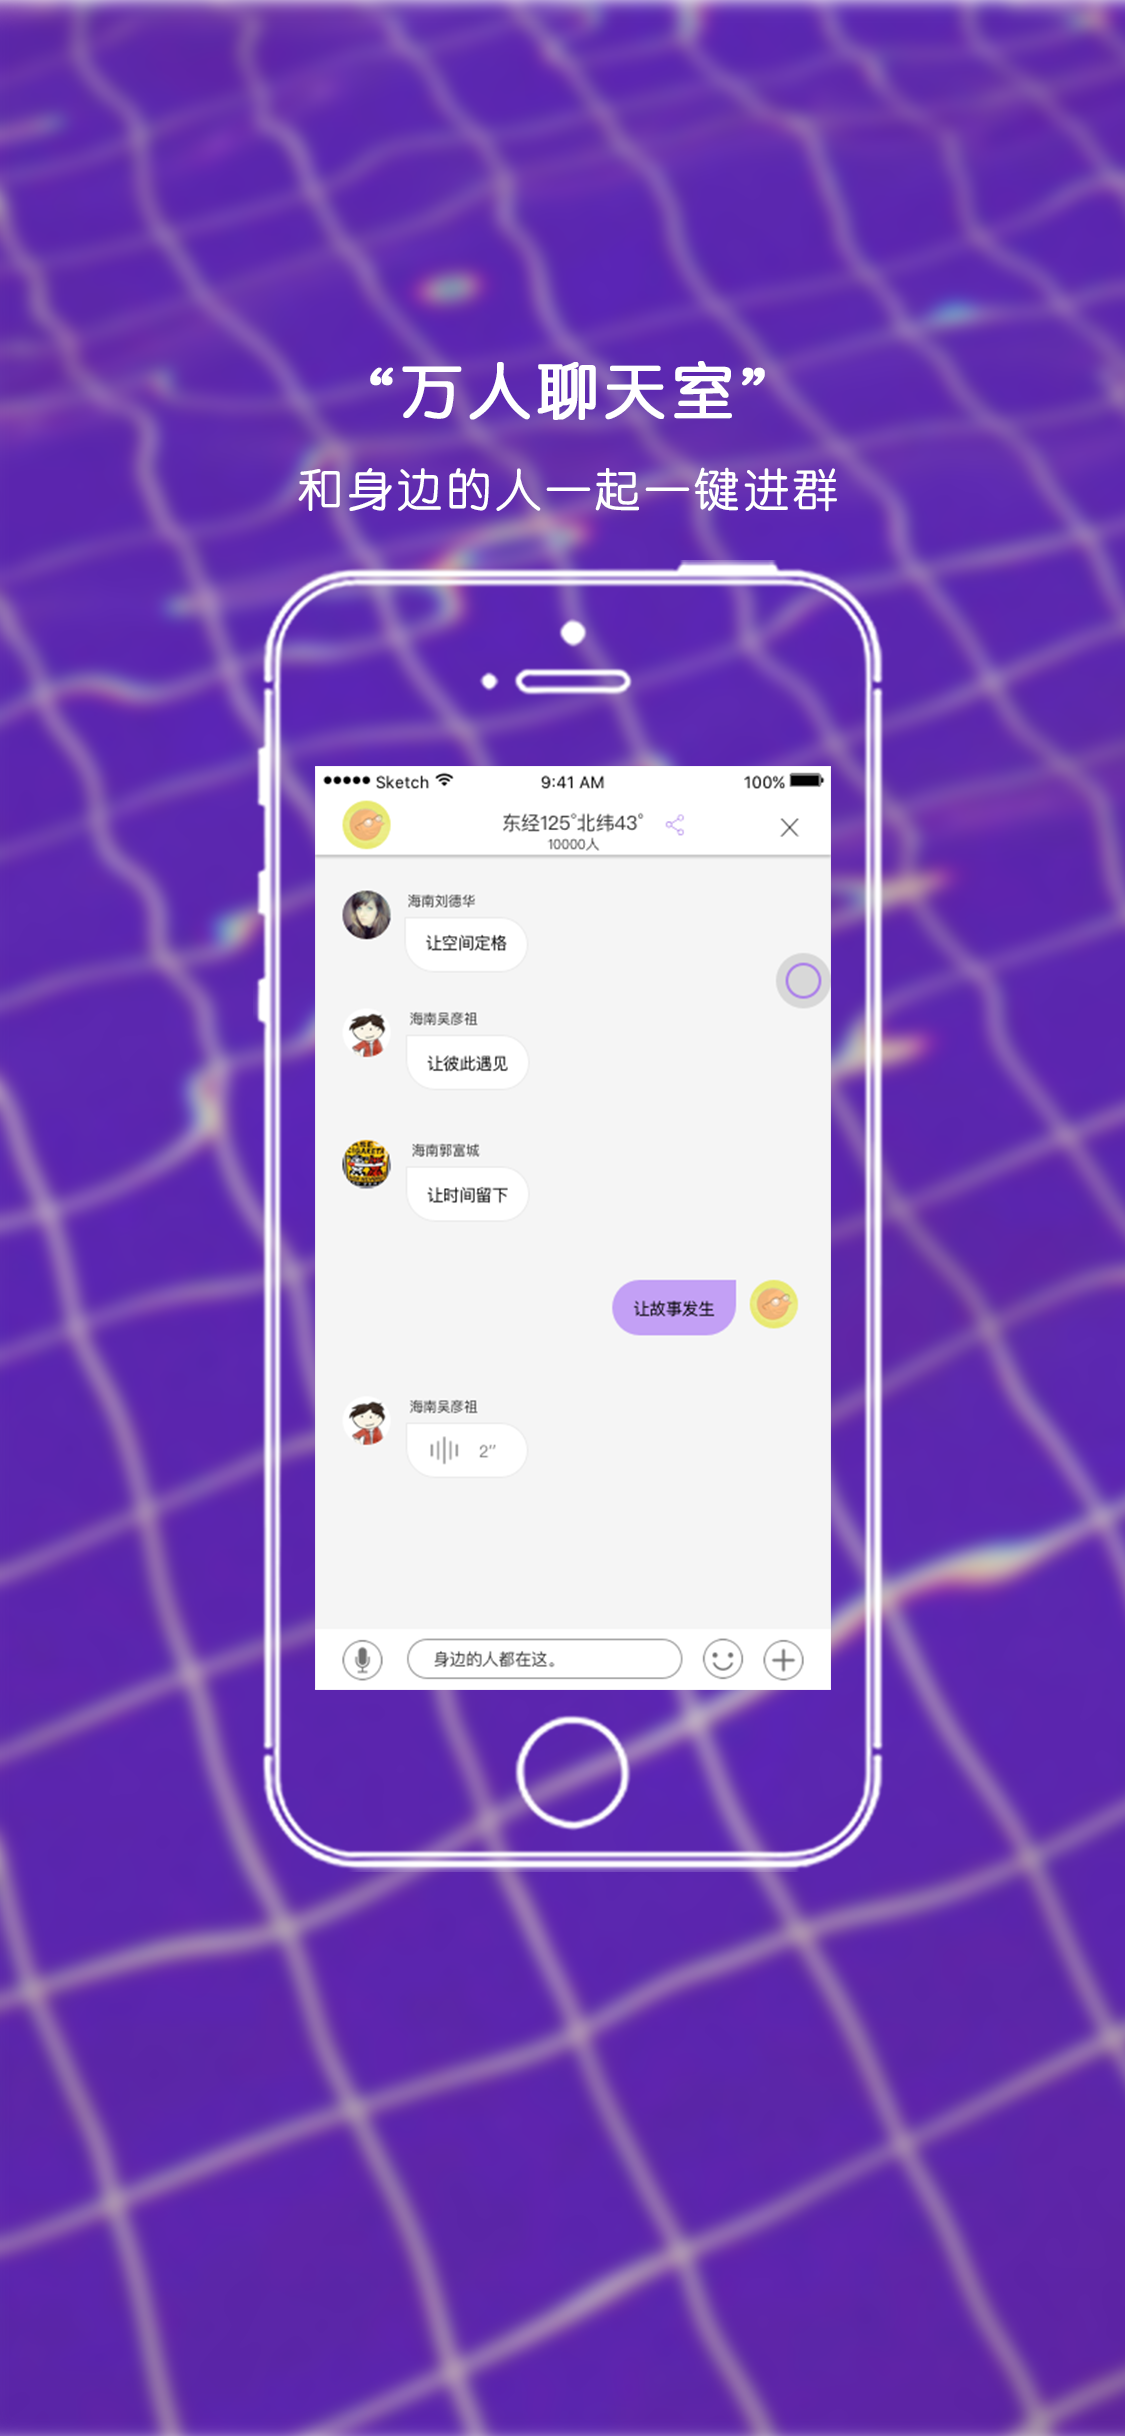 “万人聊天室”
和身边的人一起一键进群
Sketch 9:41 AM 100%
东经125°北纬43°
10000人
海南刘德华
让空间定格
海南吴彦祖
让彼此遇见
海南郭富城
让时间留下
让故事发生
海南吴彦祖
2″
身边的人都在这。